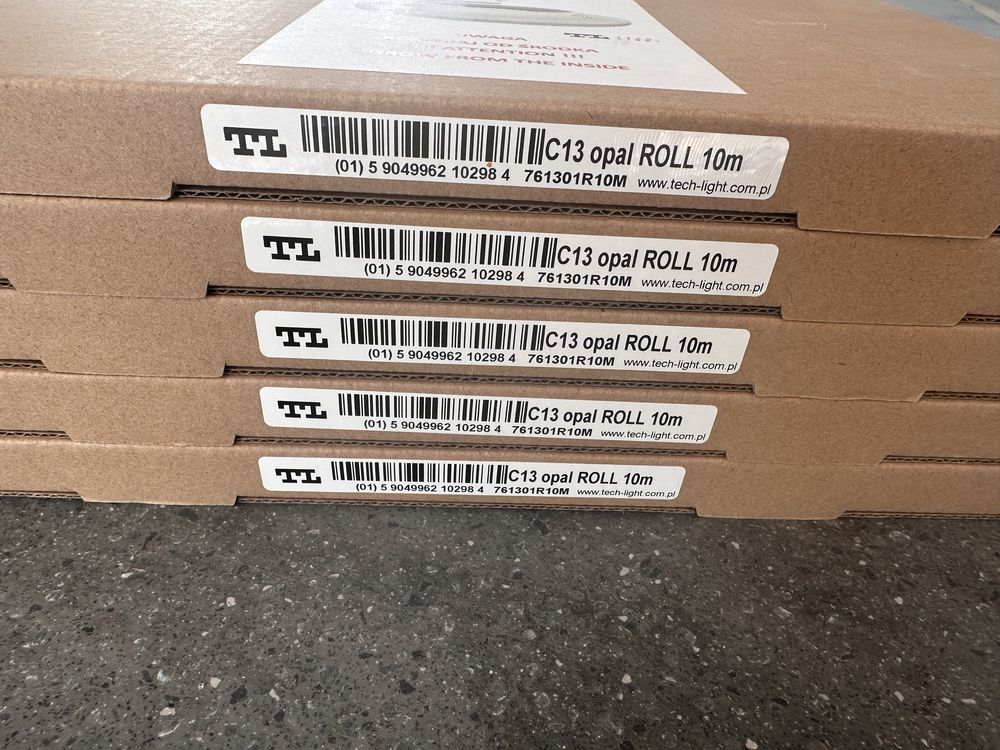 UWAGA
OD ŚRODKA
ATTENTION !!!
FROM THE INSIDE
TL
C13 opal ROLL 10m
(01) 5 9049962 10298 4 761301R10M www.tech-light.com.pl
TL
C13 opal ROLL 10m
(01) 5 9049962 10298 4 761301R10M www.tech-light.com.pl
TL
C13 opal ROLL 10m
(01) 5 9049962 10298 4 761301R10M www.tech-light.com.pl
TL
C13 opal ROLL 10m
(01) 5 9049962 10298 4 761301R10M www.tech-light.com.pl
TL
C13 opal ROLL 10m
(01) 5 9049962 10298 4 761301R10M www.tech-light.com.pl